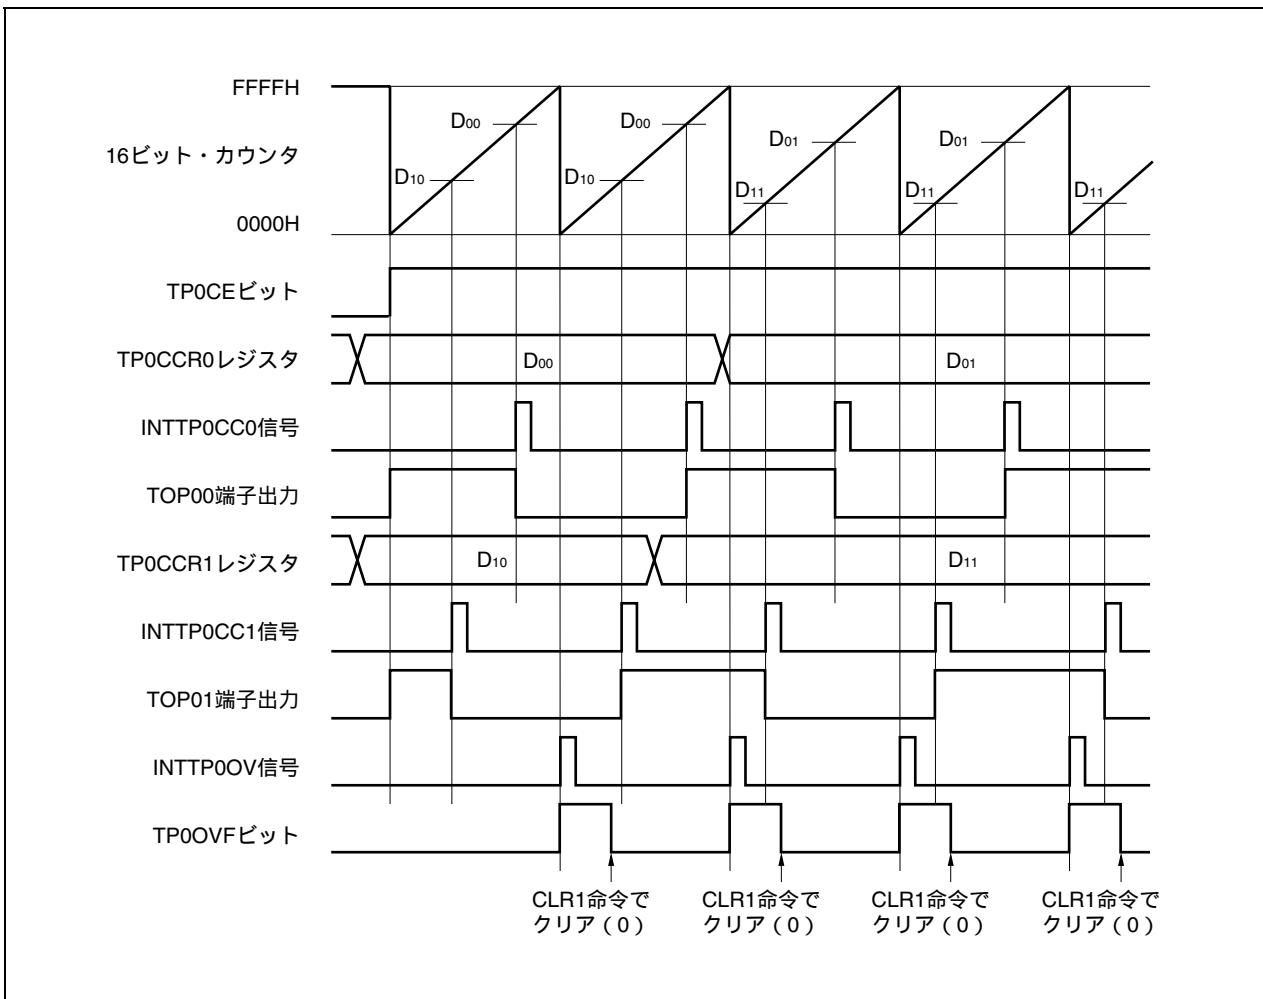 FFFFH
16ビット・カウンタ
0000H
D00
D10
D00
D10
D01
D11
D01
D11
D11
TP0CEビット
TP0CCR0レジスタ
D00
D01
INTTP0CC0信号
TOP00端子出力
TP0CCR1レジスタ
D10
D11
INTTP0CC1信号
TOP01端子出力
INTTP0OV信号
TP0OVFビット
CLR1命令で
クリア(0)
CLR1命令で
クリア(0)
CLR1命令で
クリア(0)
CLR1命令で
クリア(0)